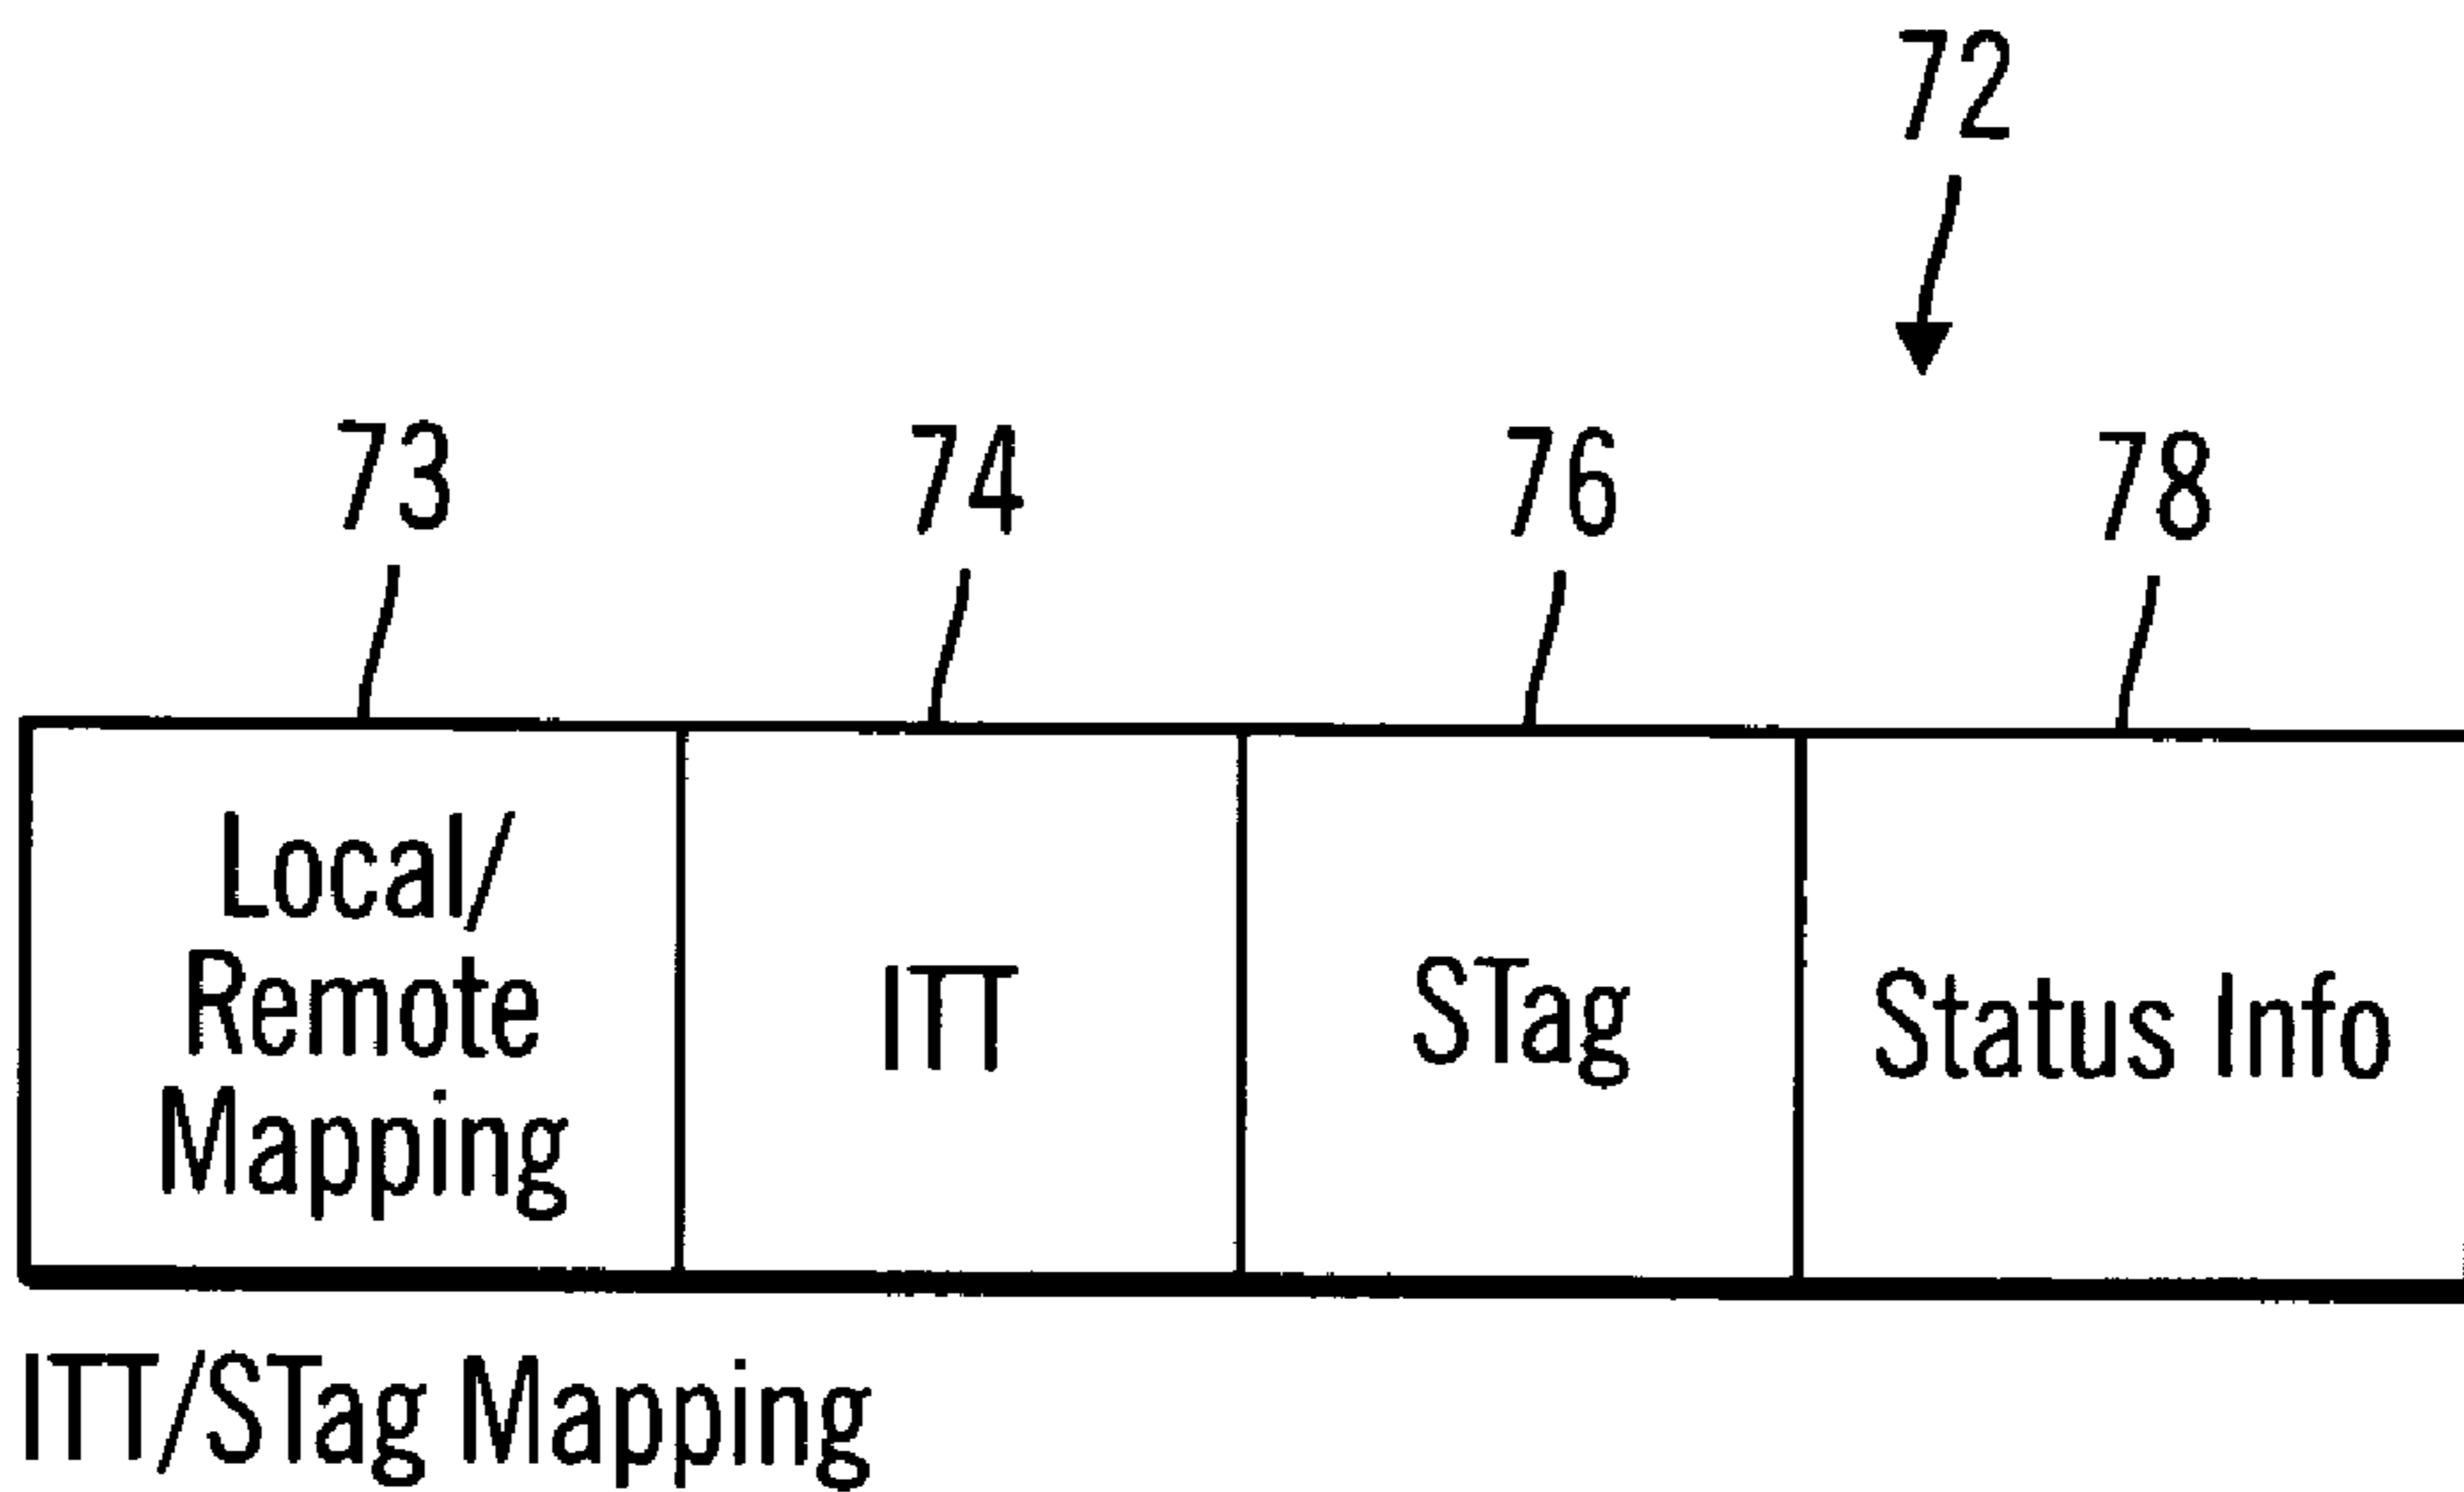 72
73 74 76 78
Local/
Remote
Mapping
ITT
STag
Status Info
ITT/STag Mapping